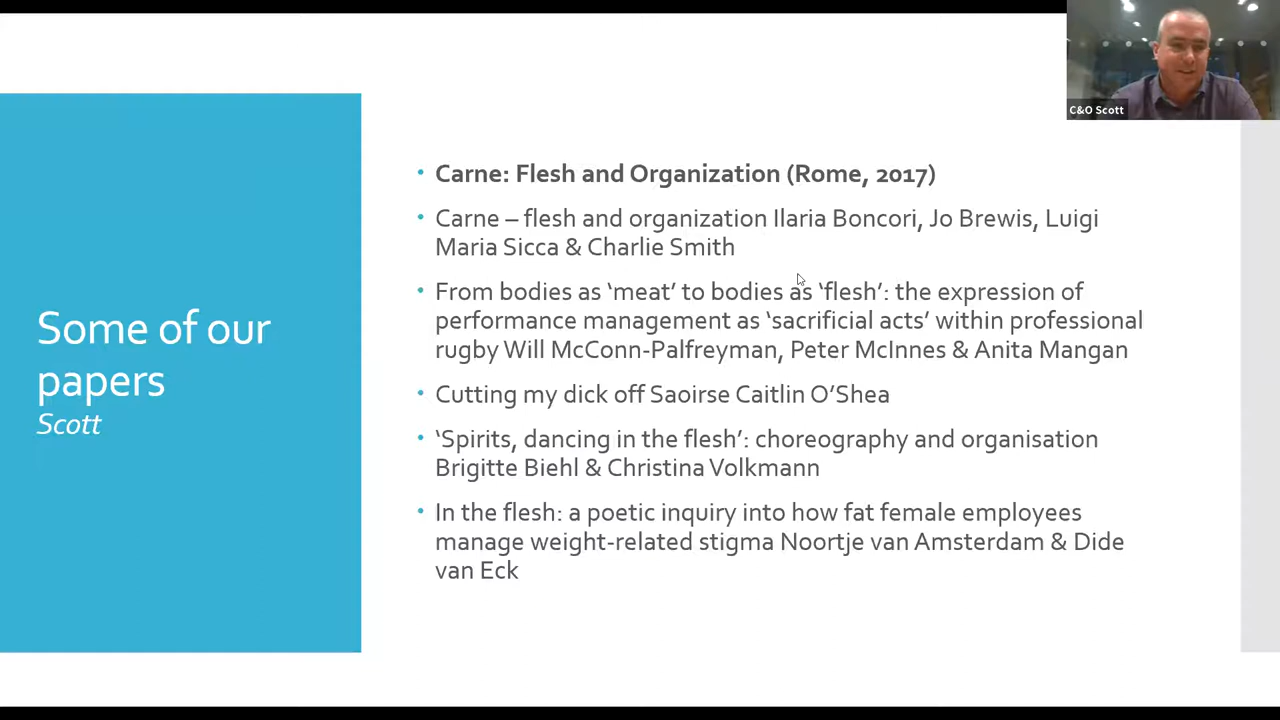 C&O Scott
Some of our
papers
Scott
• Carne: Flesh and Organization (Rome, 2017)
• Carne – flesh and organization Ilaria Boncori, Jo Brewis, Luigi
Maria Sicca & Charlie Smith
• From bodies as ‘meat’ to bodies as ‘flesh’: the expression of
performance management as ‘sacrificial acts’ within professional
rugby Will McConn-Palfreyman, Peter McInnes & Anita Mangan
• Cutting my dick off Saoirse Caitlin O’Shea
• ‘Spirits, dancing in the flesh’: choreography and organisation
Brigitte Biehl & Christina Volkmann
• In the flesh: a poetic inquiry into how fat female employees
manage weight-related stigma Noortje van Amsterdam & Dide
van Eck